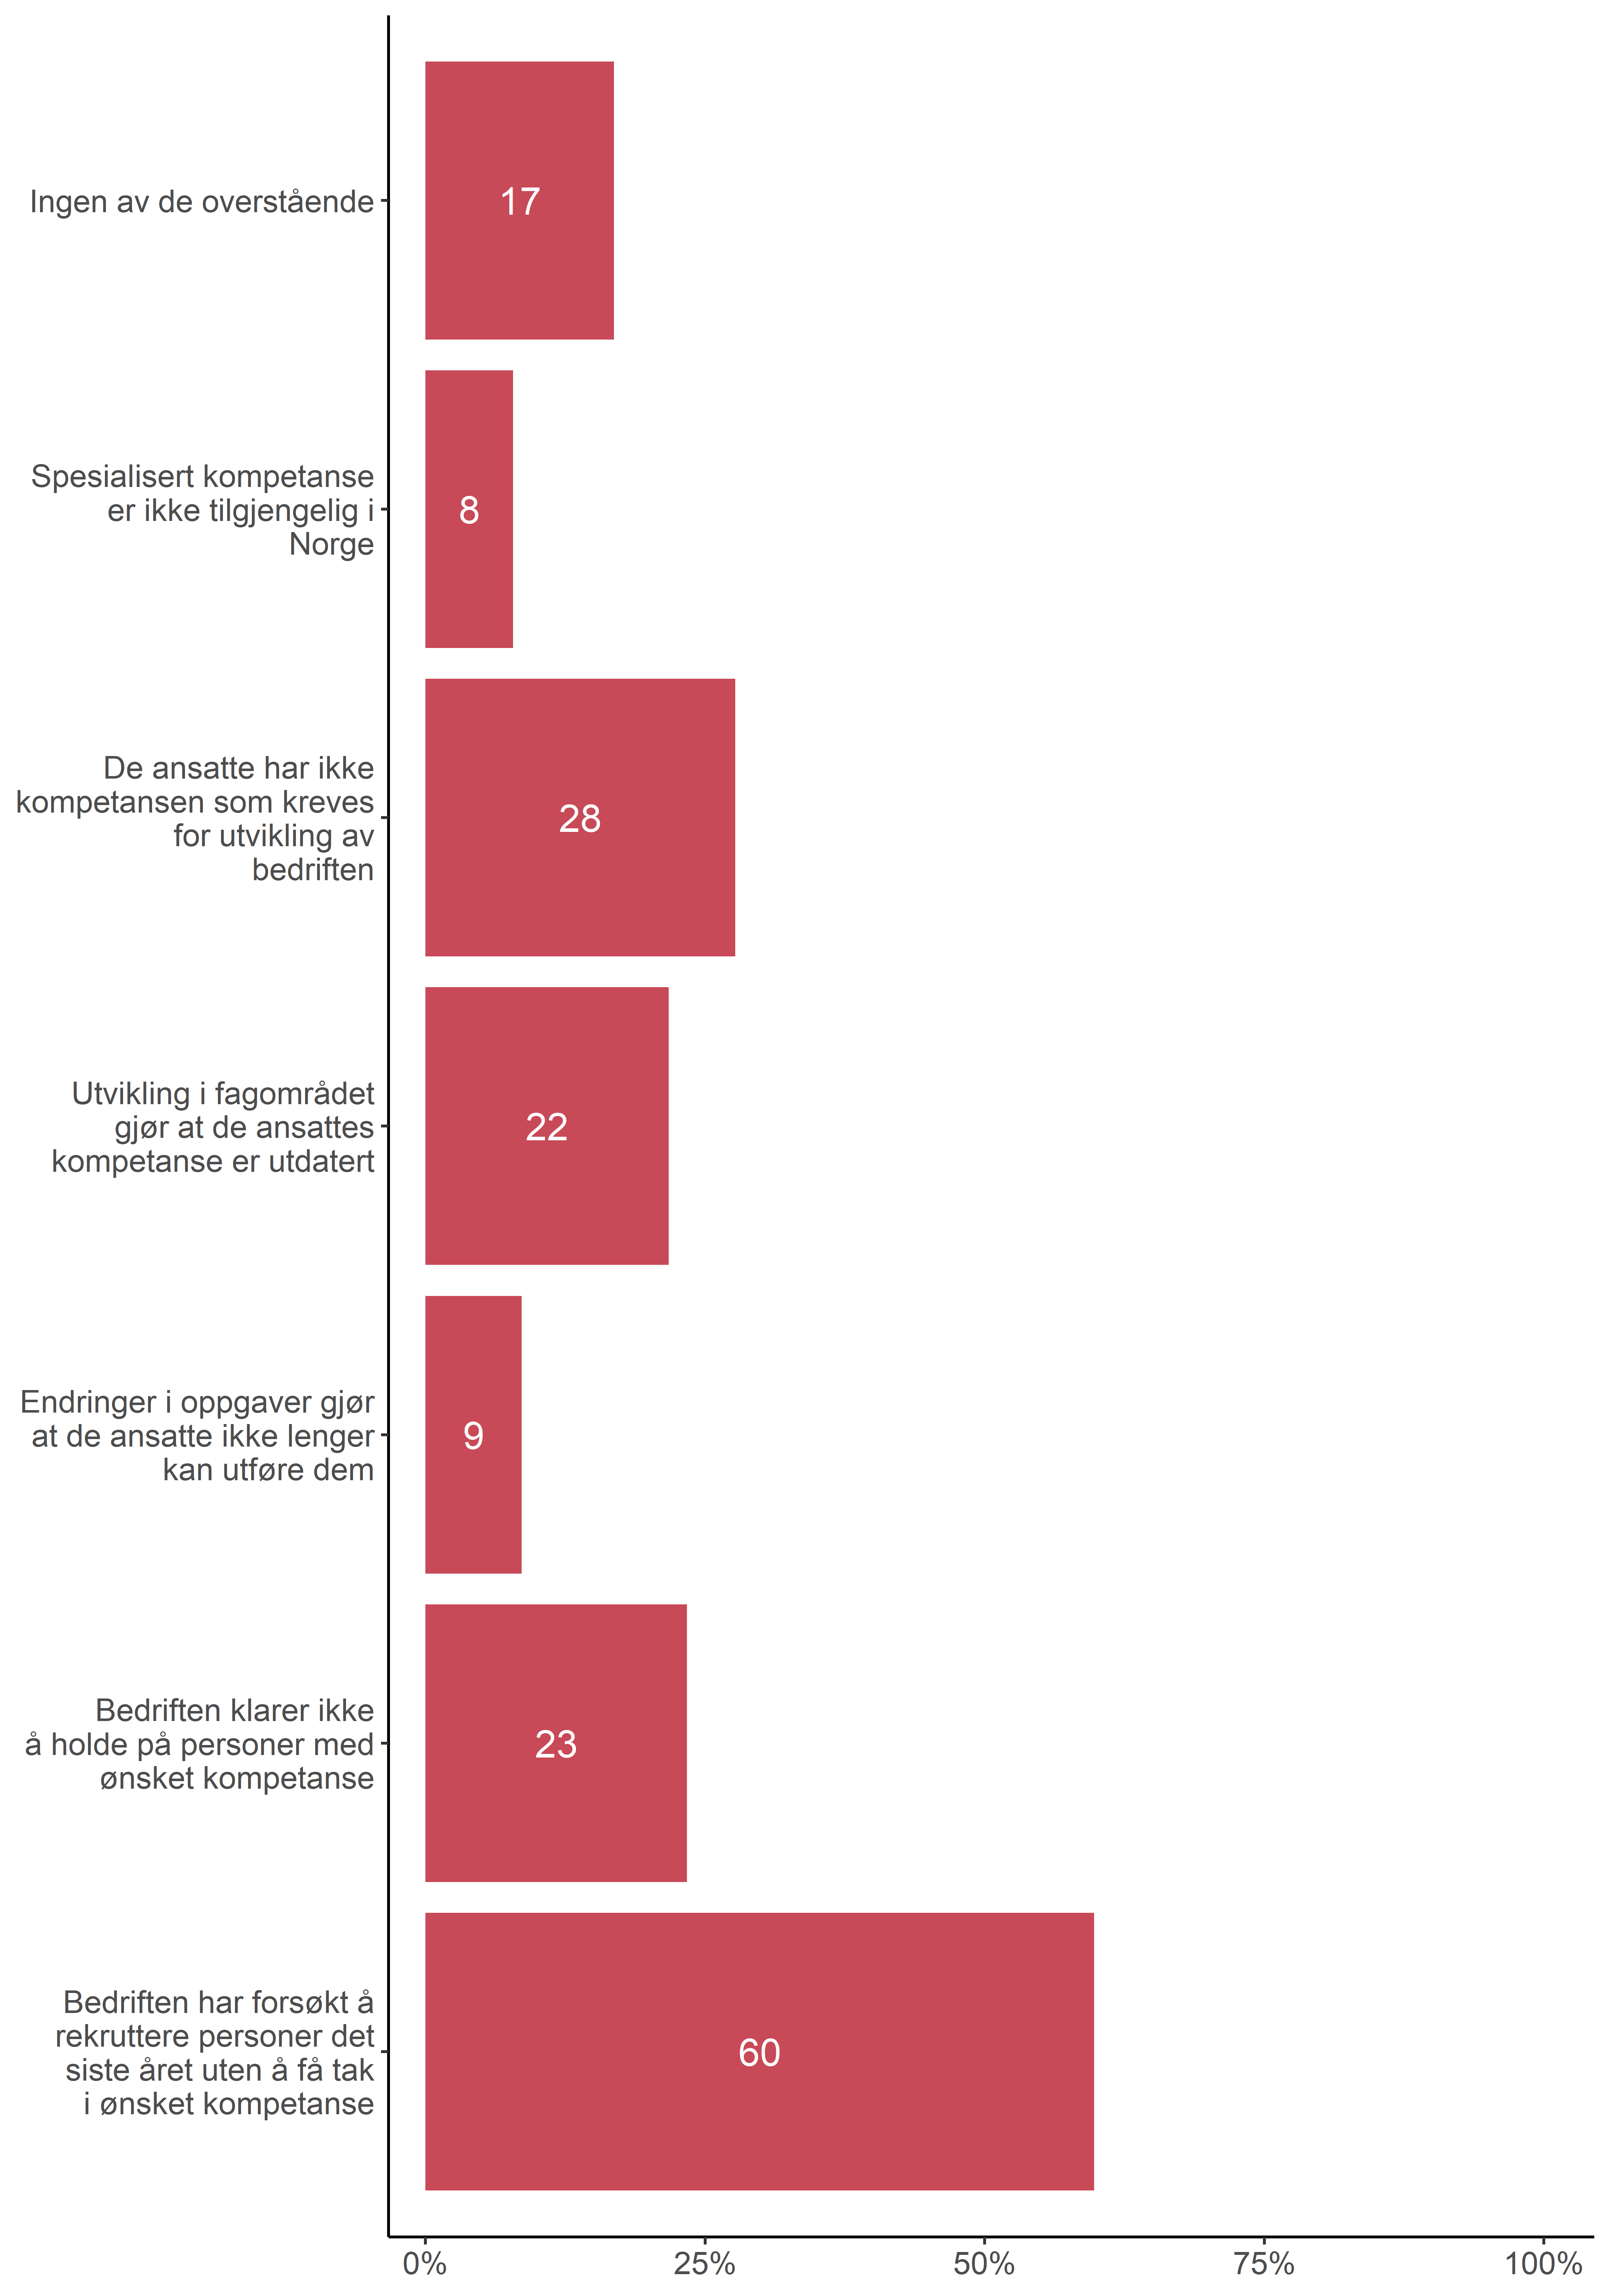 Ingen av de overstående
17
Spesialisert kompetanse
er ikke tilgjengelig i
Norge
8
De ansatte har ikke
kompetansen som kreves
for utvikling av
bedriften
28
Utvikling i fagområdet
gjør at de ansattes
kompetanse er utdatert
22
Endringer i oppgaver gjør
at de ansatte ikke lenger
kan utføre dem
9
Bedriften klarer ikke
å holde på personer med
ønsket kompetanse
23
Bedriften har forsøkt å
rekruttere personer det
siste året uten å få tak
i ønsket kompetanse
60
0% 25% 50% 75% 100%